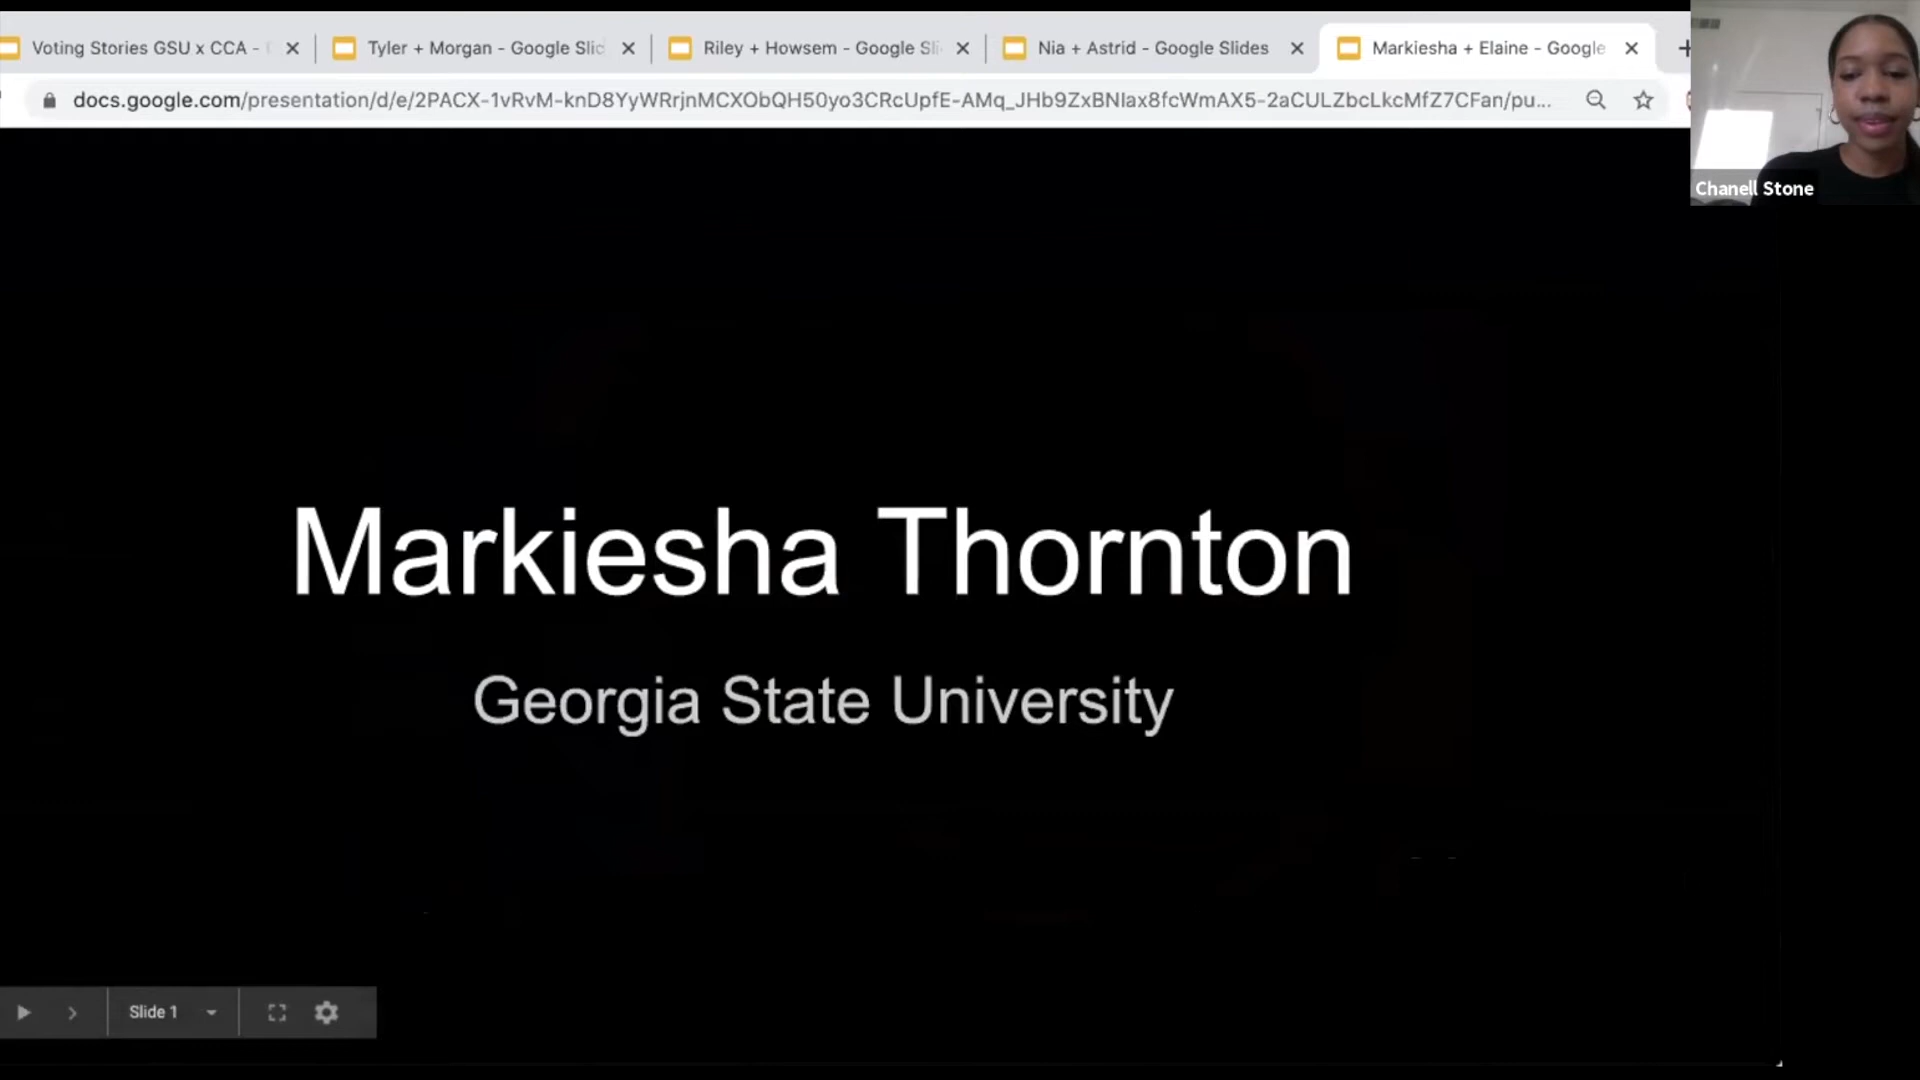 Voting Stories GSU x CCA -
Tyler + Morgan - Google Slic
Riley + Howsem - Google Sli
Nia + Astrid - Google Slides
Markiesha + Elaine - Google
docs.google.com/presentation/d/e/2PACX-1vRvM-knD8YyWRrjnMCXObQH50yo3CRcUpfE-AMq_JHb9ZxBNlax8fcWmAX5-2aCULZbcLkcMfZ7CFan/pu...
Chanell Stone
Markiesha Thornton
Georgia State University
Slide 1